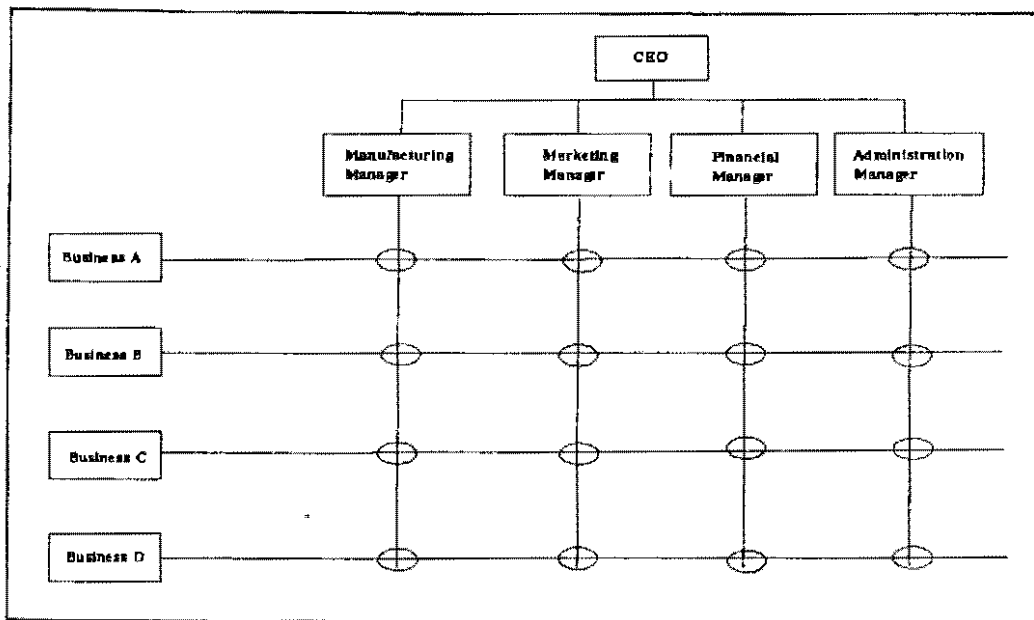 CEO
Manufacturing
Manager
Marketing
Manager
Financial
Manager
Administration
Manager
Business A
Business B
Business C
Business D